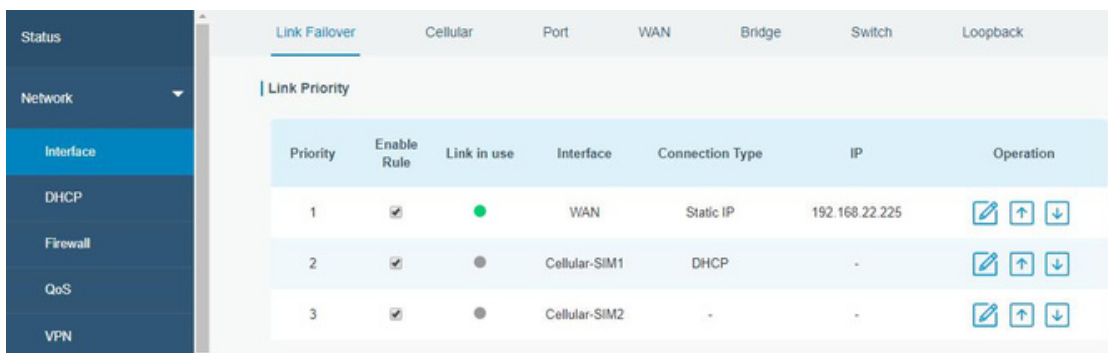 Status
Network
Interface
DHCP
Firewall
QoS
VPN
Link Failover Cellular Port WAN Bridge Switch Loopback
Link Priority
Priority Enable Rule Link in use Interface Connection Type IP Operation
1 WAN Static IP 192.168.22.225
2 Cellular-SIM1 DHCP -
3 Cellular-SIM2 - -